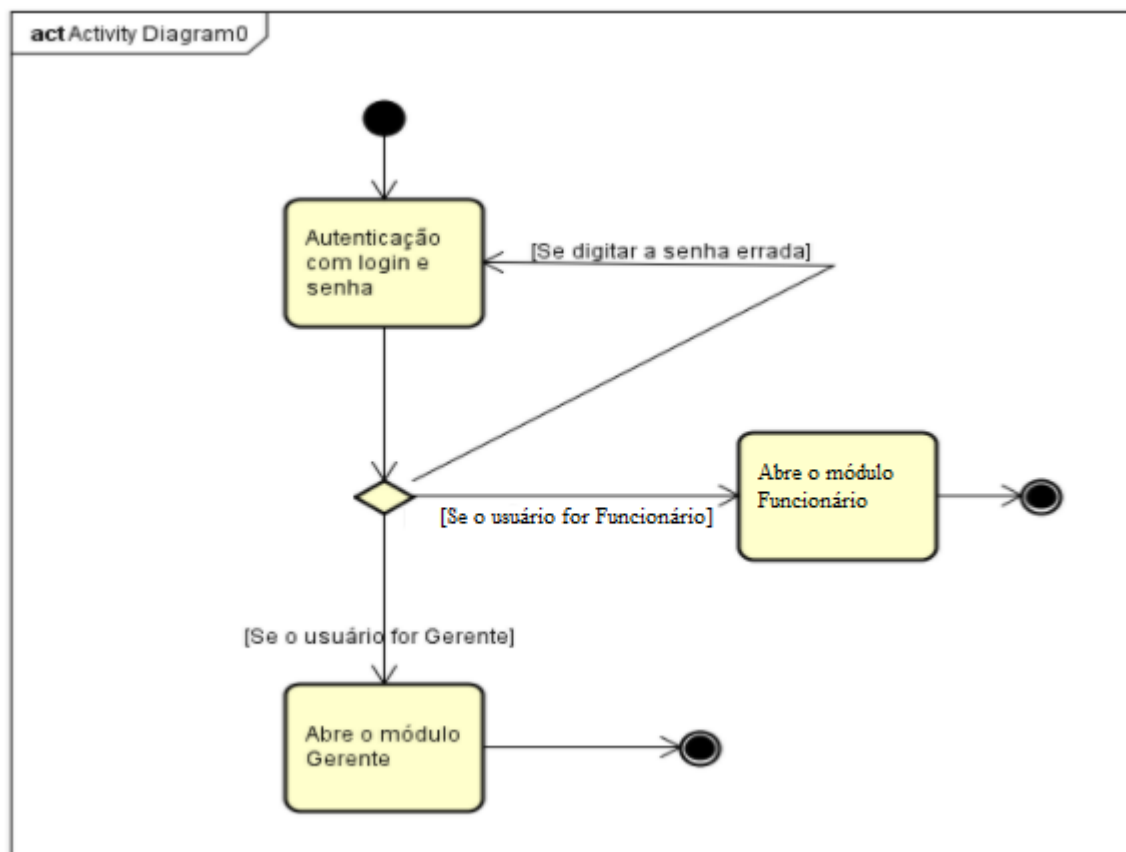 act Activity Diagram0
Autenticação
com login e
senha
[Se digitar a senha errada]
Abre o módulo
Funcionário
[Se o usuário for Funcionário]
[Se o usuário for Gerente]
Abre o módulo
Gerente